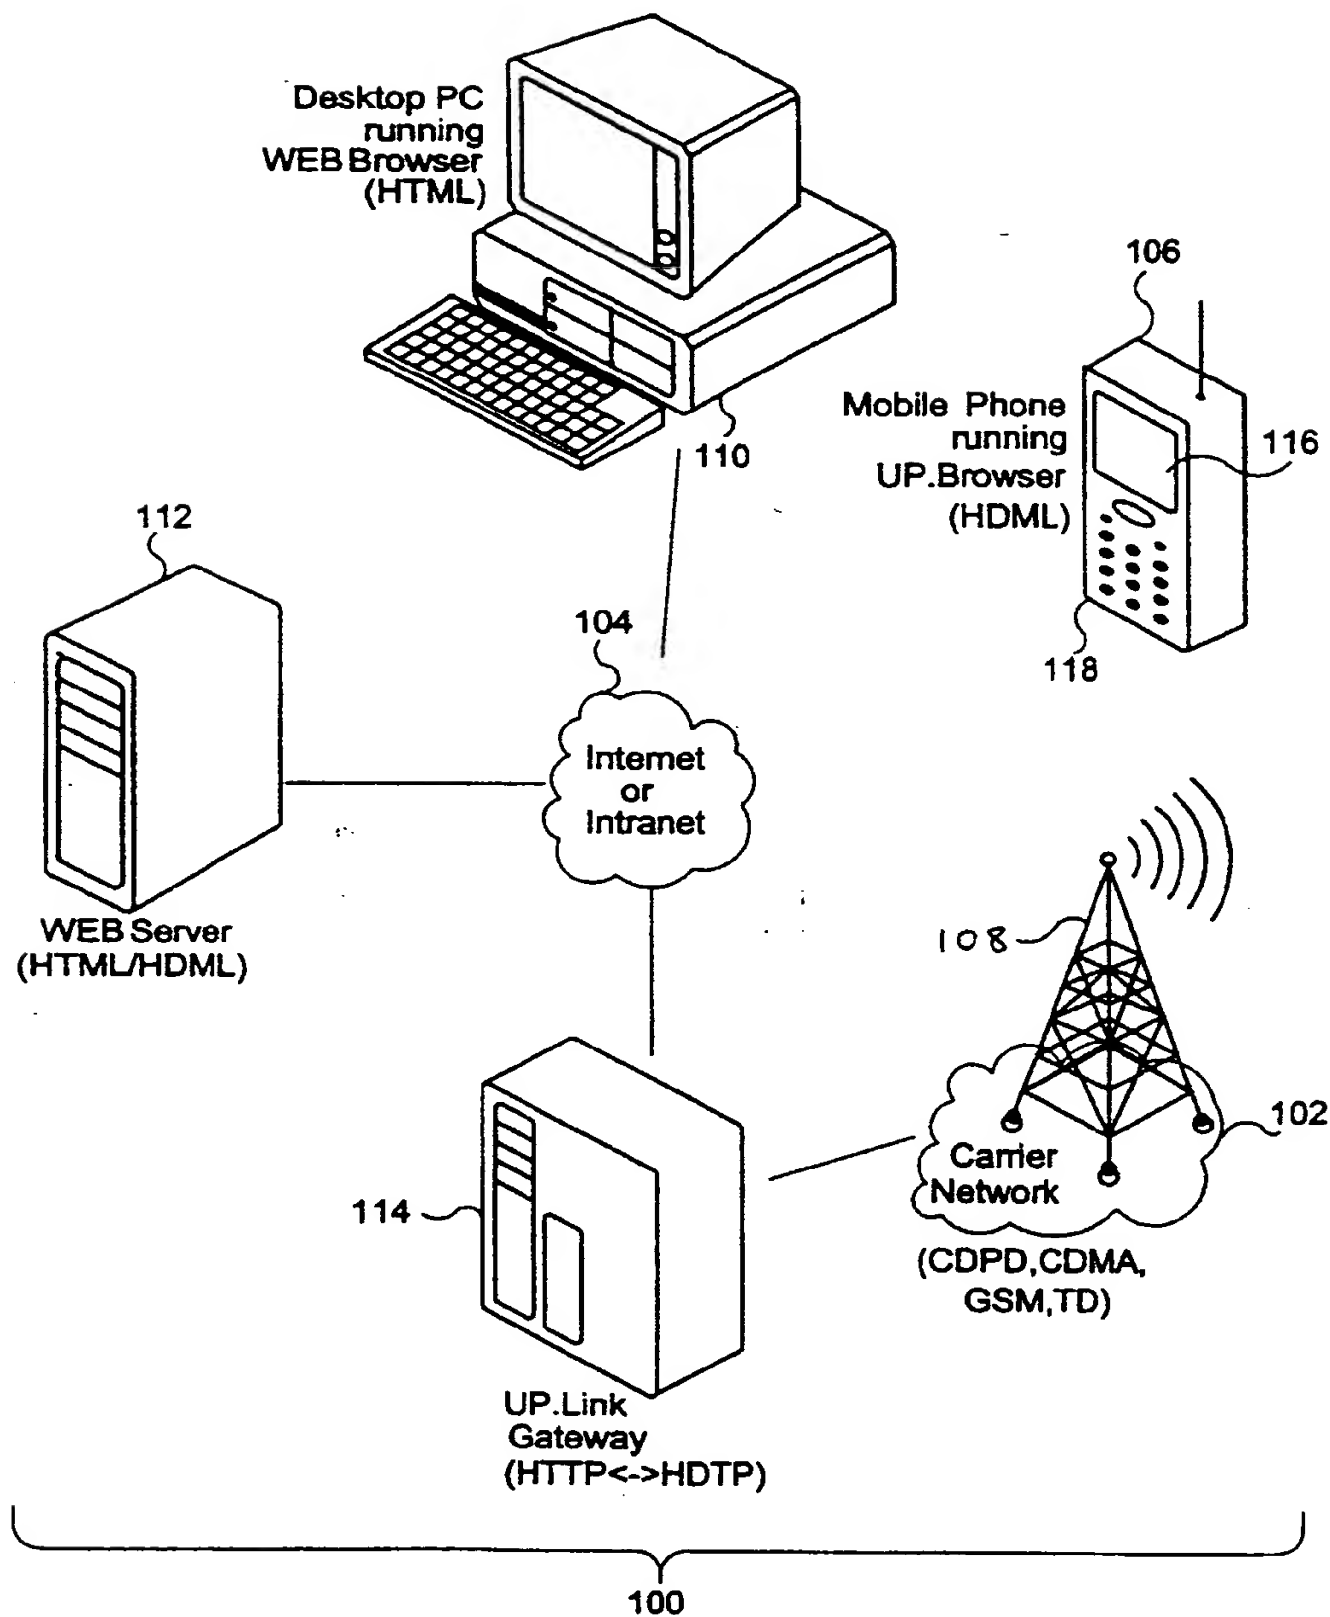 Desktop PC
running
WEB Browser
(HTML)
110
106
Mobile Phone
running
UP.Browser
(HDML)
116
118
112
WEB Server
(HTML/HDML)
104
Internet
or
Intranet
108
102
Carrier
Network
(CDPD,CDMA,
GSM,TD)
114
UP.Link
Gateway
(HTTP<->HDTP)
100